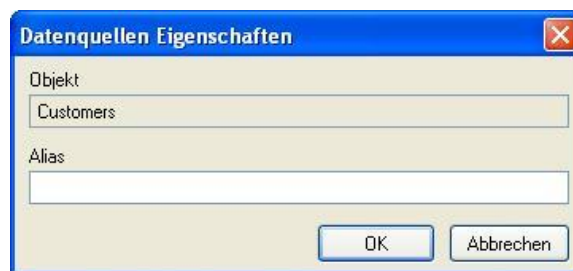 Datenquellen Eigenschaften
Objekt
Customers
Alias
OK Abbrechen